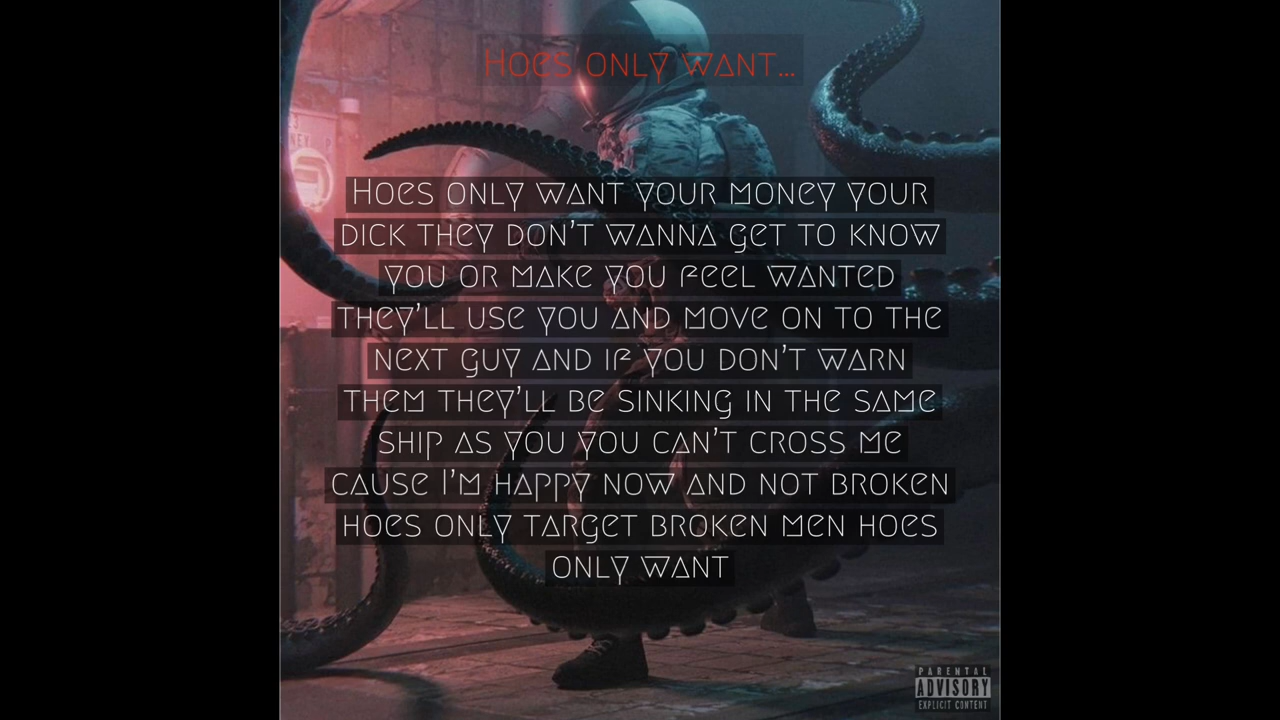 Hoes only want...
Hoes only want your money your
dick they don't wanna get to know
you or make you feel wanted
they'll use you and move on to the
next guy and if you don't warn
them they'll be sinking in the same
ship as you you can't cross me
cause I'm happy now and not broken
hoes only target broken men hoes
only want
PARENTAL
ADVISORY
EXPLICIT CONTENT